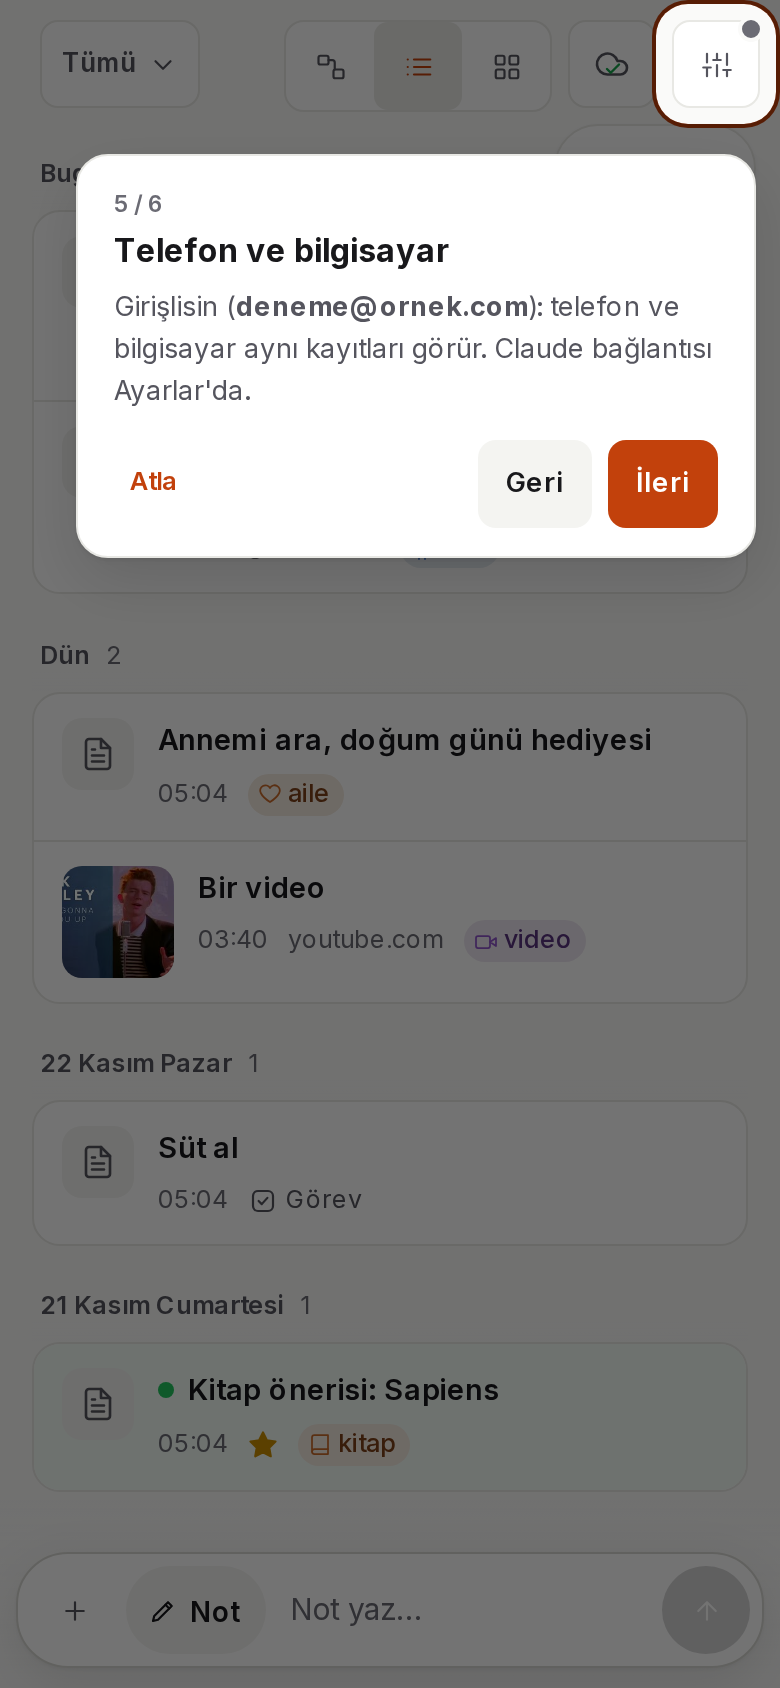 Tümü
Bug
5 / 6
Telefon ve bilgisayar
Girişlisin (deneme@ornek.com): telefon ve
bilgisayar aynı kayıtları görür. Claude bağlantısı
Ayarlar'da.
Atla
Geri
İleri
Dün 2
Annemi ara, doğum günü hediyesi
05:04 aile
LEY
Bir video
03:40 youtube.com video
22 Kasım Pazar 1
Süt al
05:04 Görev
21 Kasım Cumartesi 1
Kitap önerisi: Sapiens
05:04 kitap
Not
Not yaz...